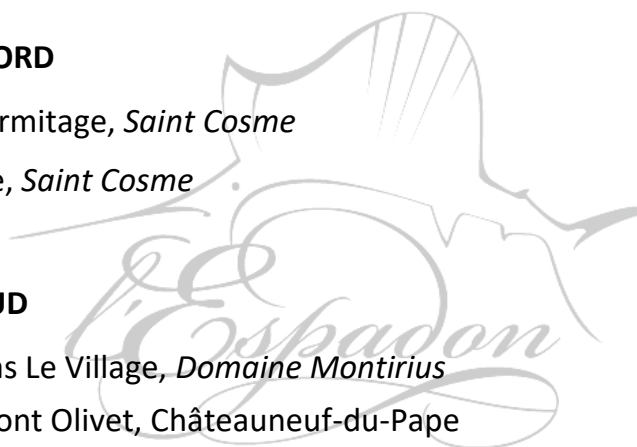 ORD
rmitage, Saint Cosme
e, Saint Cosme
l'Espadon
UD
ns Le Village, Domaine Montirius
ont Olivet, Châteauneuf-du-Pape